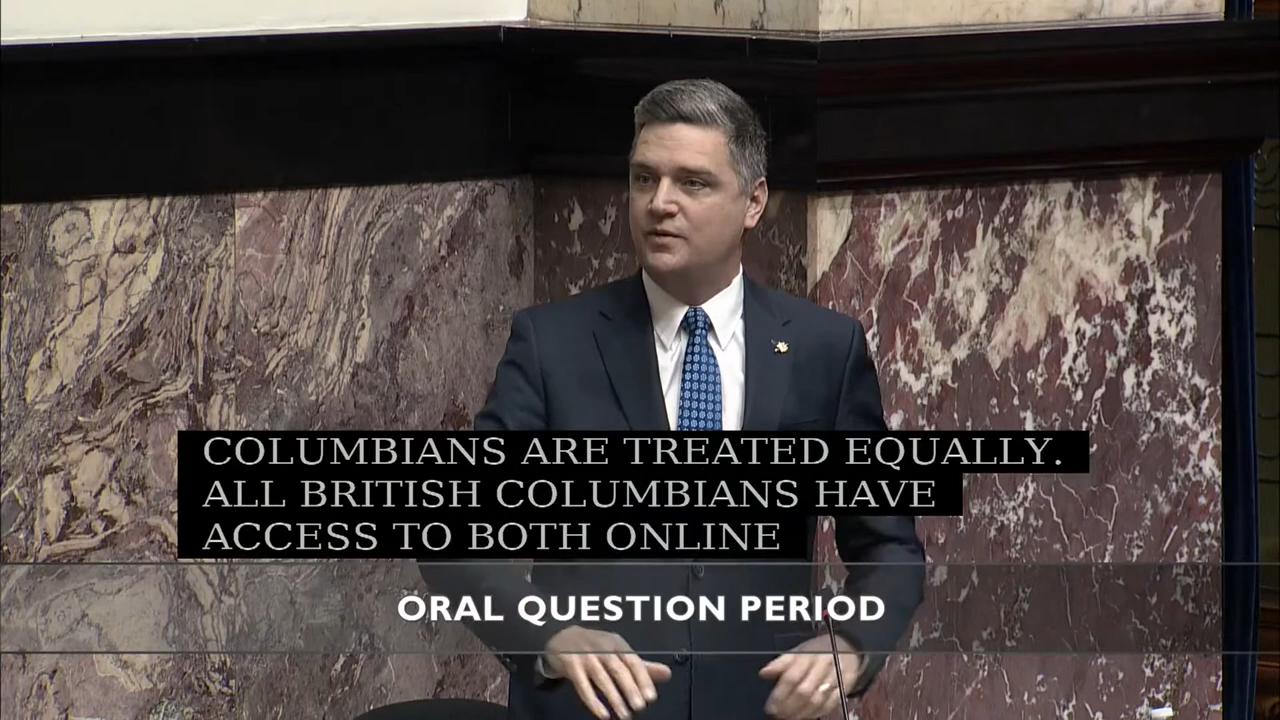 COLUMBIANS ARE TREATED EQUALLY.
ALL BRITISH COLUMBIANS HAVE
ACCESS TO BOTH ONLINE
ORAL QUESTION PERIOD